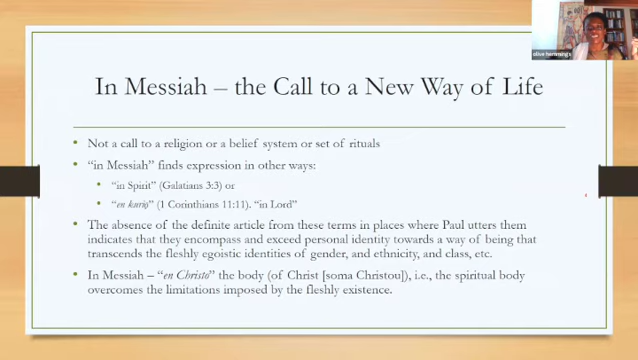 olive hemmings
In Messiah – the Call to a New Way of Life
• Not a call to a religion or a belief system or set of rituals
• “in Messiah” finds expression in other ways:
• “in Spirit” (Galatians 3:3) or
• “en kuriō” (1 Corinthians 11:11). “in Lord”
• The absence of the definite article from these terms in places where Paul utters them
indicates that they encompass and exceed personal identity towards a way of being that
transcends the fleshly egoistic identities of gender, and ethnicity, and class, etc.
• In Messiah – “en Christo” the body (of Christ [soma Christou]), i.e., the spiritual body
overcomes the limitations imposed by the fleshly existence.